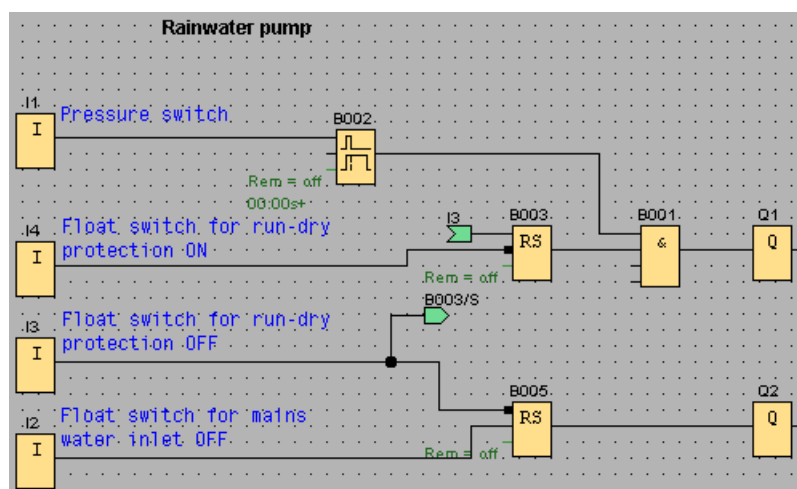 Rainwater pump
I1
Pressure switch
I
B002
Rem = off
00:00s+
I4
Float switch for run-dry
protection ON
I
I3
B003
RS
Rem = off
B001
&
Q1
Q
B003/S
I3
Float switch for run-dry
protection OFF
I
I2
Float switch for mains
water inlet OFF
I
B005
RS
Rem = off
Q2
Q